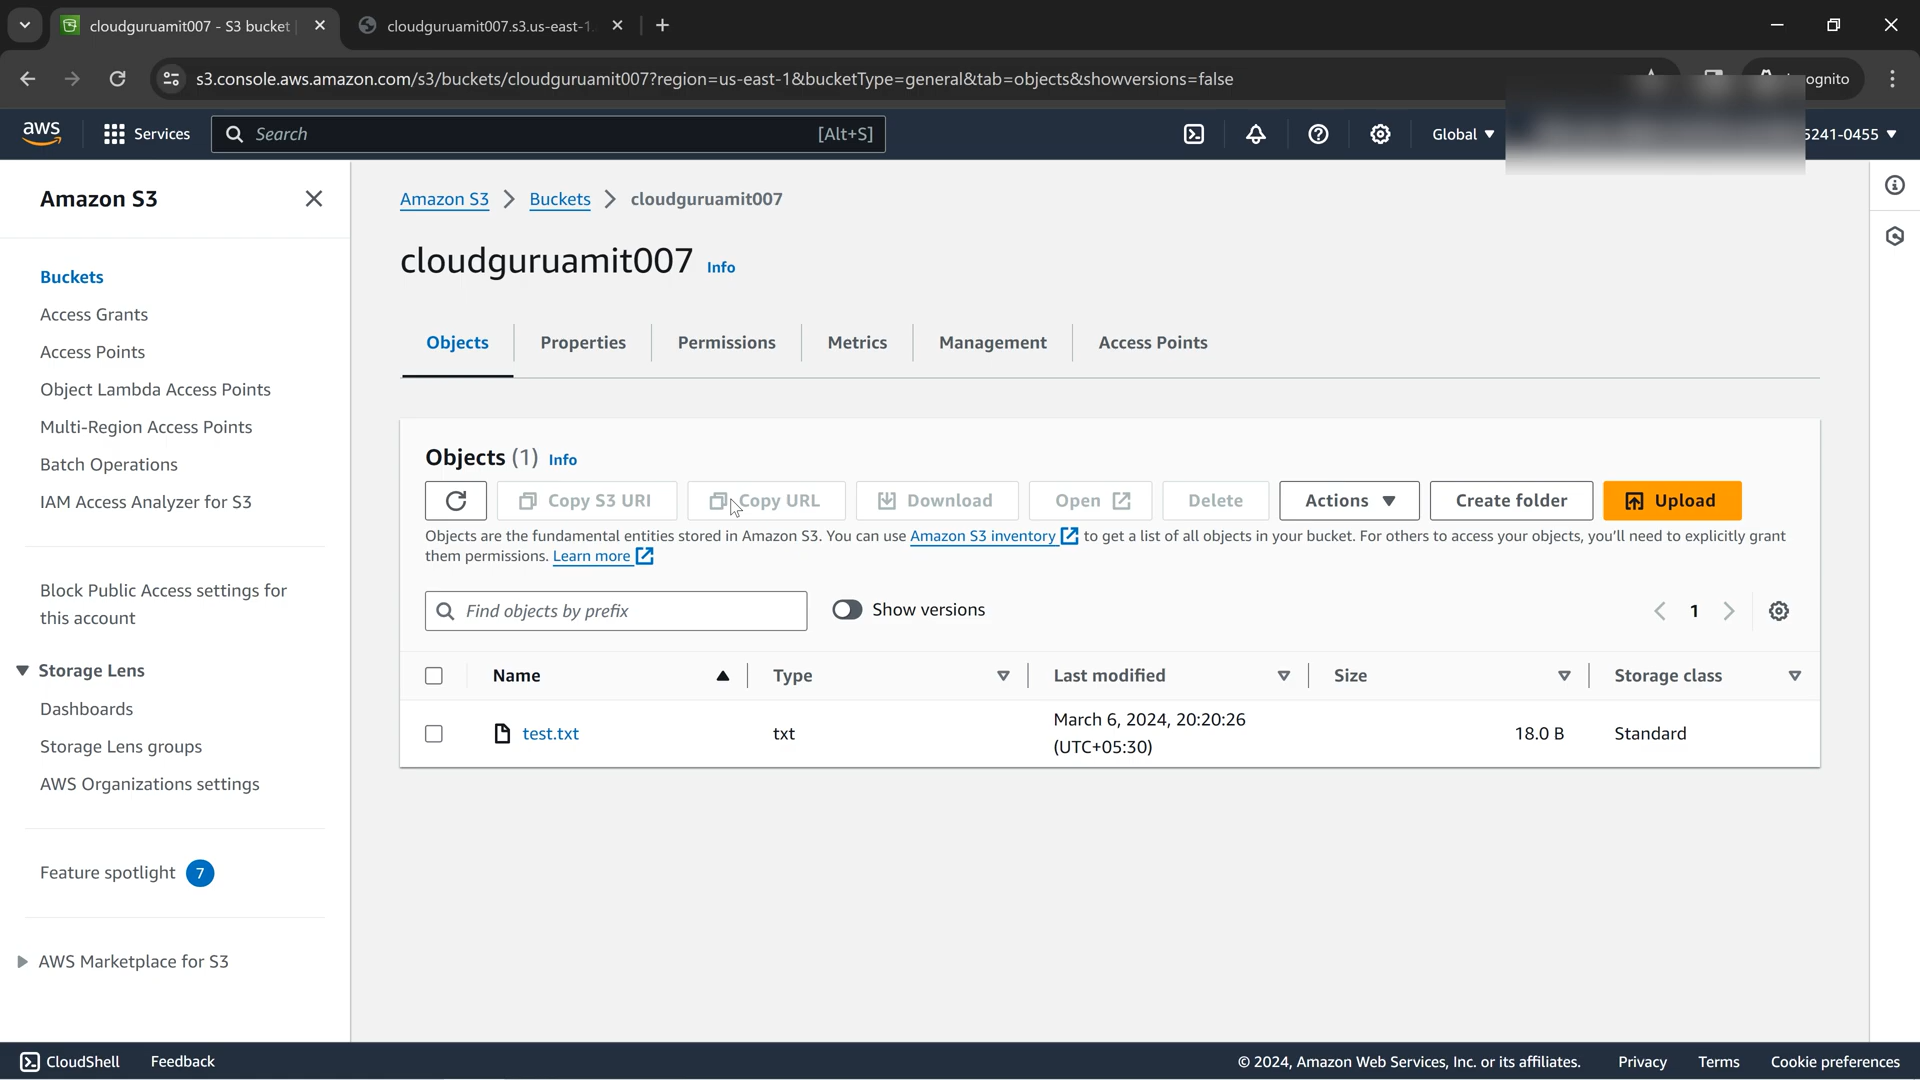 cloudguruamit007 - S3 bucket
cloudguruamit007.s3.us-east-1.
s3.console.aws.amazon.com/s3/buckets/cloudguruamit007?region=us-east-1&bucketType=general&tab=objects&showversions=false
aws
Services
Search
[Alt+S]
Global
5241-0455
Amazon S3
Buckets
Access Grants
Access Points
Object Lambda Access Points
Multi-Region Access Points
Batch Operations
IAM Access Analyzer for S3
Block Public Access settings for
this account
Storage Lens
Dashboards
Storage Lens groups
AWS Organizations settings
Feature spotlight 7
AWS Marketplace for S3
Amazon S3 > Buckets > cloudguruamit007
cloudguruamit007 Info
Objects
Properties
Permissions
Metrics
Management
Access Points
Objects (1) Info
Copy S3 URI
Copy URL
Download
Open
Delete
Actions
Create folder
Upload
Objects are the fundamental entities stored in Amazon S3. You can use Amazon S3 inventory to get a list of all objects in your bucket. For others to access your objects, you'll need to explicitly grant
them permissions. Learn more
Find objects by prefix
Show versions
1
Name
Type
Last modified
Size
Storage class
test.txt
txt
March 6, 2024, 20:20:26
(UTC+05:30)
18.0 B
Standard
CloudShell
Feedback
© 2024, Amazon Web Services, Inc. or its affiliates.
Privacy
Terms
Cookie preferences